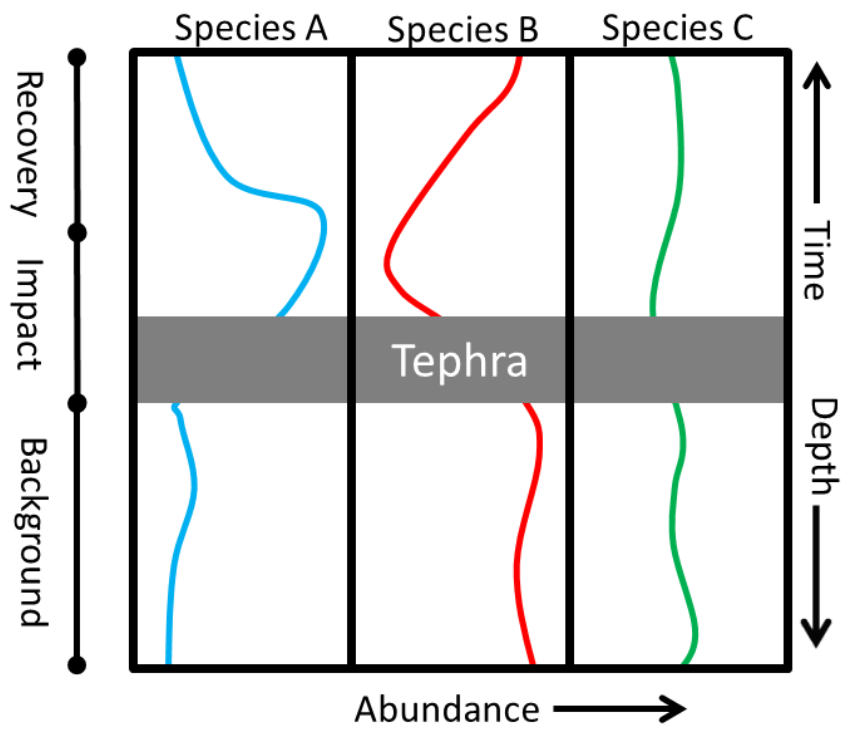 Species A
Species B
Species C
Recovery
Impact
Background
Tephra
Time
Depth
Abundance